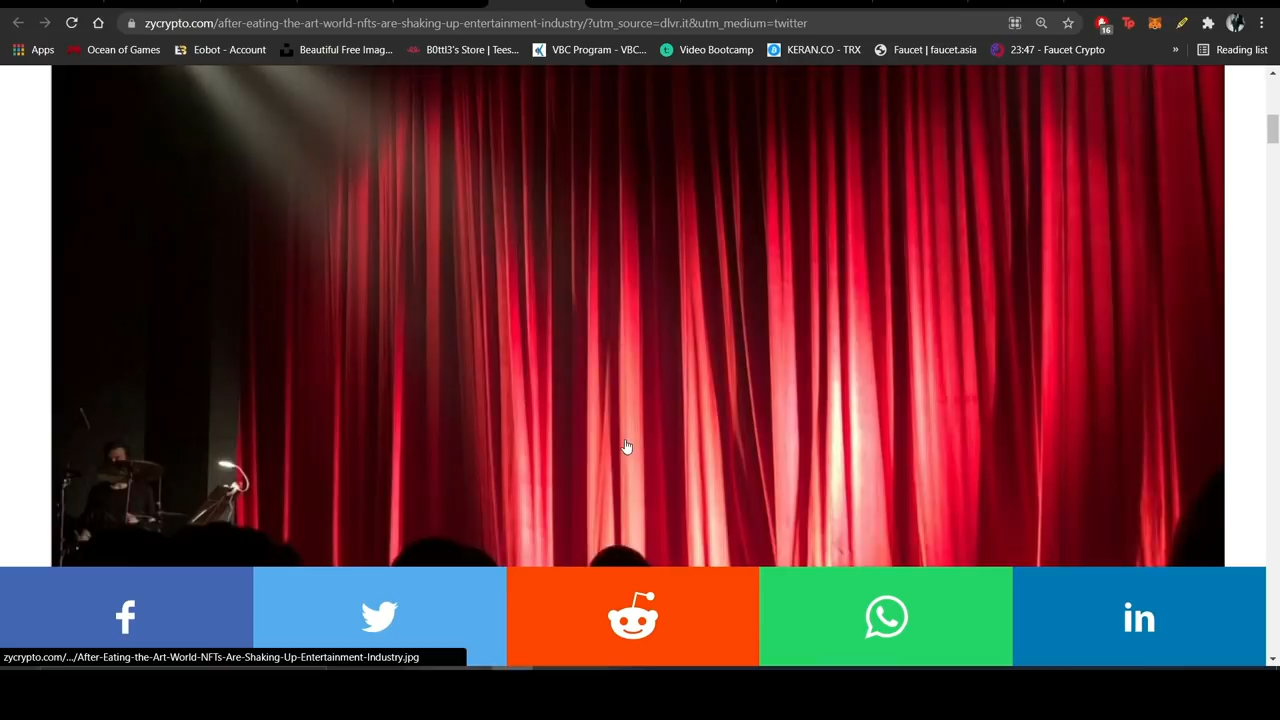 zycrypto.com/after-eating-the-art-world-nfts-are-shaking-up-entertainment-industry/?utm_source=dlvr.it&utm_medium=twitter
16
Apps Ocean of Games Eobot - Account Beautiful Free Imag... B0ttl3's Store | Tees... VBC Program - VBC... Video Bootcamp KERAN.CO - TRX Faucet | faucet.asia 23:47 - Faucet Crypto » Reading list
f in
zycrypto.com/.../After-Eating-the-Art-World-NFTs-Are-Shaking-Up-Entertainment-Industry.jpg